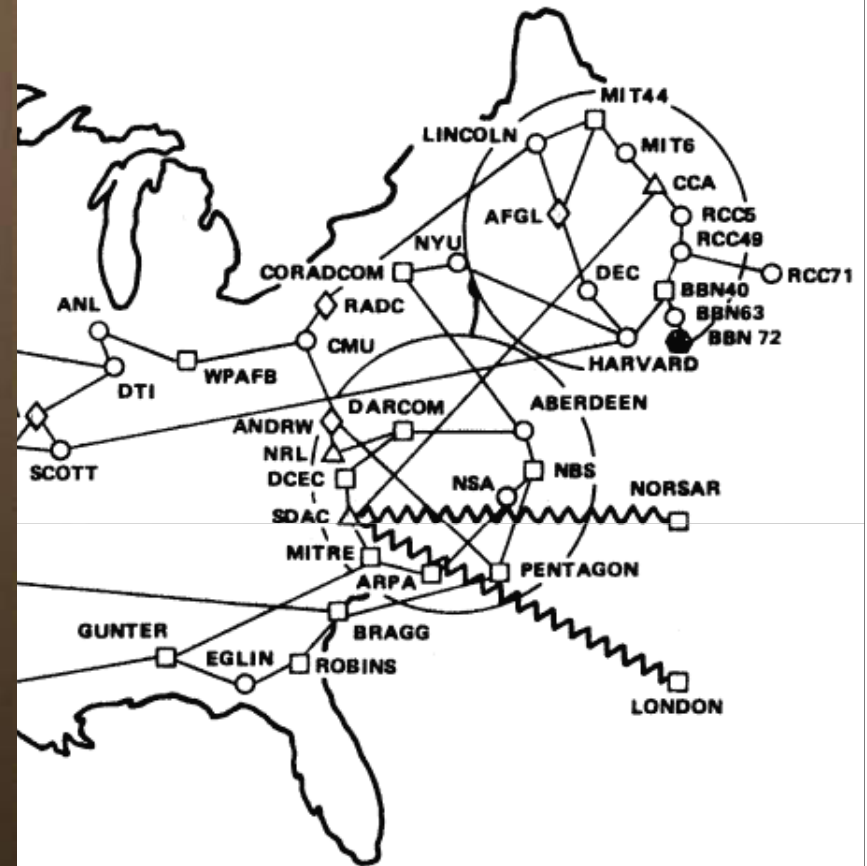 MIT44
LINCOLN
MIT6
CCA
AFGL
RCC5
RCC49
NYU
CORADCOM
DEC
RCC71
BBN40
RADC
BBN63
BBN 72
ANL
CMU
HARVARD
WPAFB
DTI
DARCOM
ABERDEEN
ANDRW
NRL
SCOTT
DCEC
NSA
NBS
NORSAR
SDAC
MITRE
ARPA
PENTAGON
GUNTER
BRAGG
EGLIN
ROBINS
LONDON